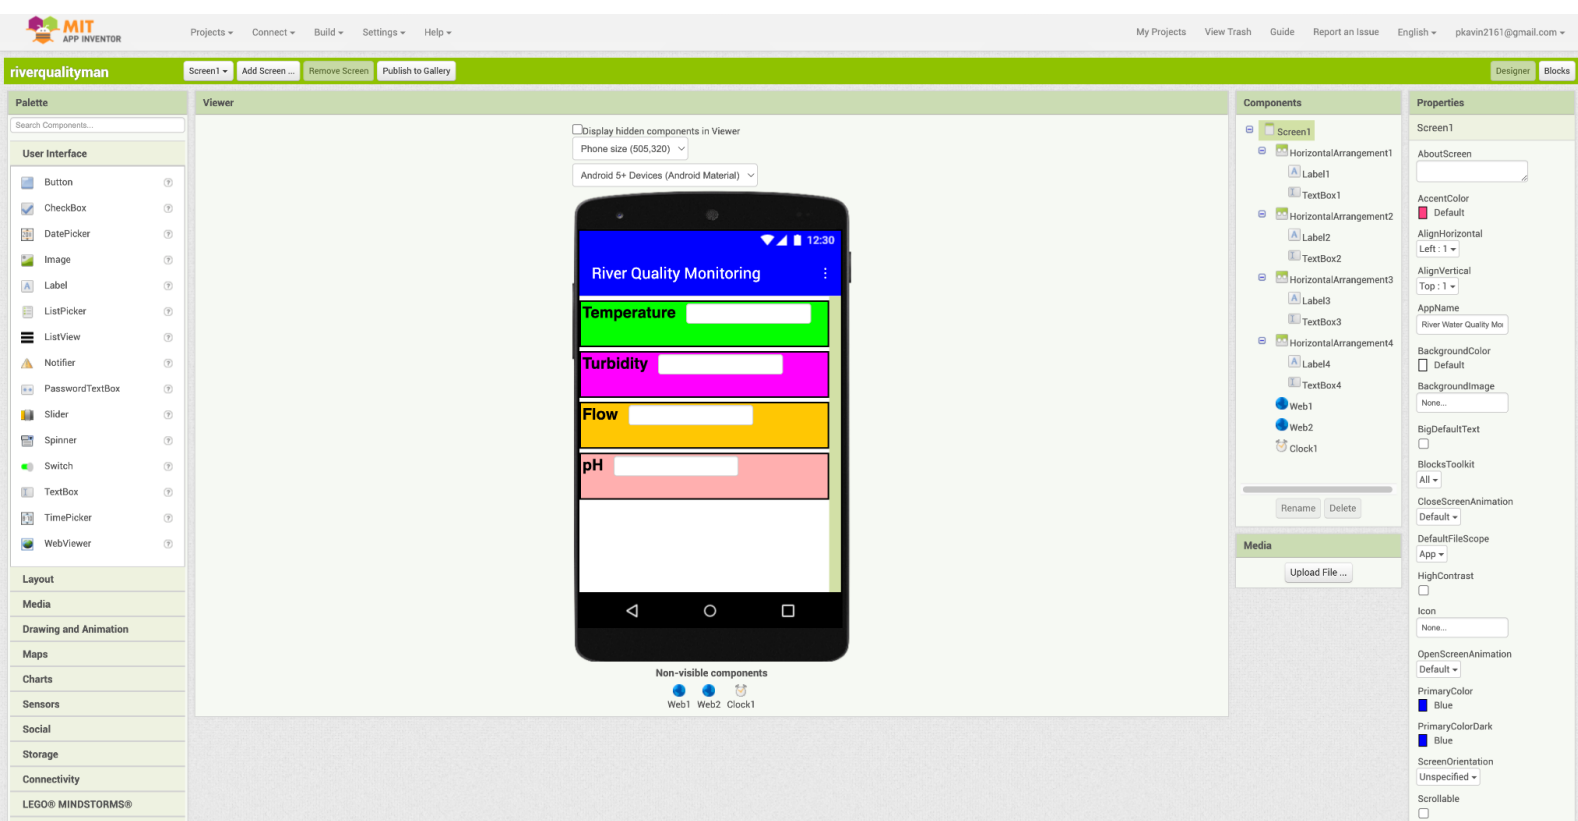 MIT
APP INVENTOR
Projects Connect Build Settings Help My Projects View Trash Guide Report an Issue English pkavin2161@gmail.com
riverqualityman Screen1 Add Screen ... Remove Screen Publish to Gallery Designer Blocks
Palette
Search Components...
User Interface
Button
CheckBox
DatePicker
Image
Label
ListPicker
ListView
Notifier
PasswordTextBox
Slider
Spinner
Switch
TextBox
TimePicker
WebViewer
Layout
Media
Drawing and Animation
Maps
Charts
Sensors
Social
Storage
Connectivity
LEGO® MINDSTORMS®
Viewer
Display hidden components in Viewer
Phone size (505,320)
Android 5+ Devices (Android Material)
12:30
River Quality Monitoring
Temperature
Turbidity
Flow
pH
Non-visible components
Web1 Web2 Clock1
Components
Screen1
HorizontalArrangement1
Label1
TextBox1
HorizontalArrangement2
Label2
TextBox2
HorizontalArrangement3
Label3
TextBox3
HorizontalArrangement4
Label4
TextBox4
Web1
Web2
Clock1
Rename Delete
Media
Upload File ...
Properties
Screen1
AboutScreen
AccentColor
Default
AlignHorizontal
Left : 1
AlignVertical
Top : 1
AppName
River Water Quality Mo
BackgroundColor
Default
BackgroundImage
None...
BigDefaultText
BlocksToolkit
All
CloseScreenAnimation
Default
DefaultFileScope
App
HighContrast
Icon
None...
OpenScreenAnimation
Default
PrimaryColor
Blue
PrimaryColorDark
Blue
ScreenOrientation
Unspecified
Scrollable